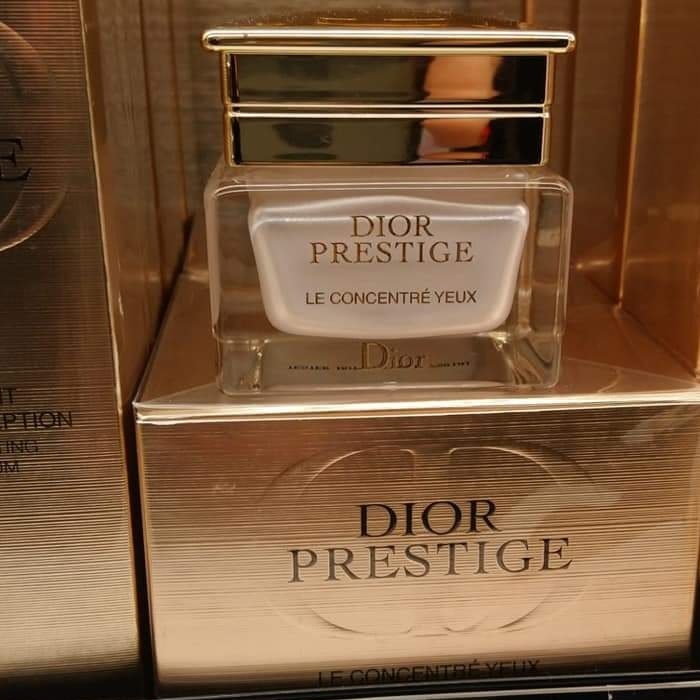 DIOR
PRESTIGE
LE CONCENTRÉ YEUX
Dior
DIOR
PRESTIGE
LE CONCENTRÉ YEUX